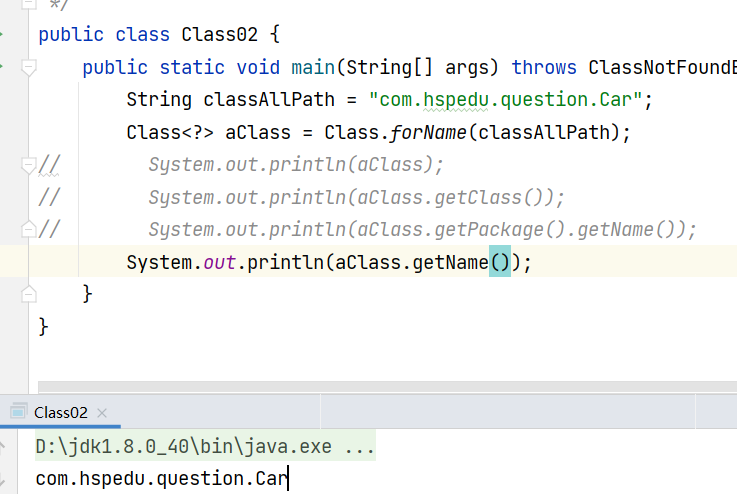 */
public class Class02 {
public static void main(String[] args) throws ClassNotFoundE
String classAllPath = "com.hspedu.question.Car";
Class<?> aClass = Class.forName(classAllPath);
// System.out.println(aClass);
// System.out.println(aClass.getClass());
// System.out.println(aClass.getPackage().getName());
System.out.println(aClass.getName());
}
}
Class02 ×
D:\jdk1.8.0_40\bin\java.exe ...
com.hspedu.question.Car